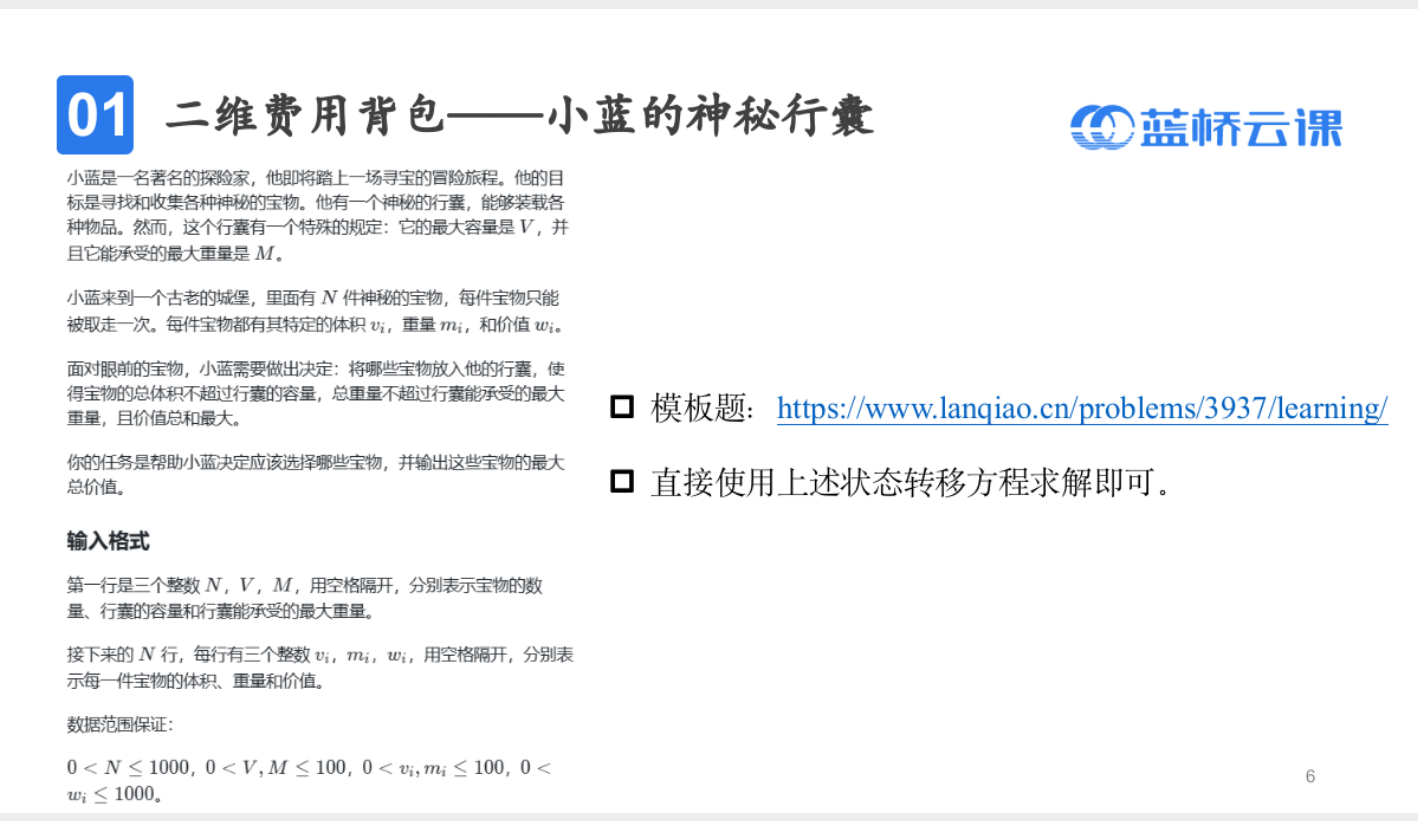 01 二维费用背包——小蓝的神秘行囊
蓝桥云课
小蓝是一名著名的探险家，他即将踏上一场寻宝的冒险旅程。他的目
标是寻找和收集各种神秘的宝物。他有一个神秘的行囊，能够装载各
种物品。然而，这个行囊有一个特殊的规定：它的最大容量是 V，并
且它能承受的最大重量是 M。
小蓝来到一个古老的城堡，里面有 N 件神秘的宝物，每件宝物只能
被取走一次。每件宝物都有其特定的体积 vᵢ，重量 mᵢ，和价值 wᵢ。
面对眼前的宝物，小蓝需要做出决定：将哪些宝物放入他的行囊，使
得宝物的总体积不超过行囊的容量，总重量不超过行囊能承受的最大
重量，且价值总和最大。
你的任务是帮助小蓝决定应该选择哪些宝物，并输出这些宝物的最大
总价值。
输入格式
第一行是三个整数 N，V，M，用空格隔开，分别表示宝物的数
量、行囊的容量和行囊能承受的最大重量。
接下来的 N 行，每行有三个整数 vᵢ，mᵢ，wᵢ，用空格隔开，分别表
示每一件宝物的体积、重量和价值。
数据范围保证：
0 < N ≤ 1000，0 < V, M ≤ 100，0 < vᵢ, mᵢ ≤ 100，0 <
wᵢ ≤ 1000。
模板题：https://www.lanqiao.cn/problems/3937/learning/
直接使用上述状态转移方程求解即可。
6